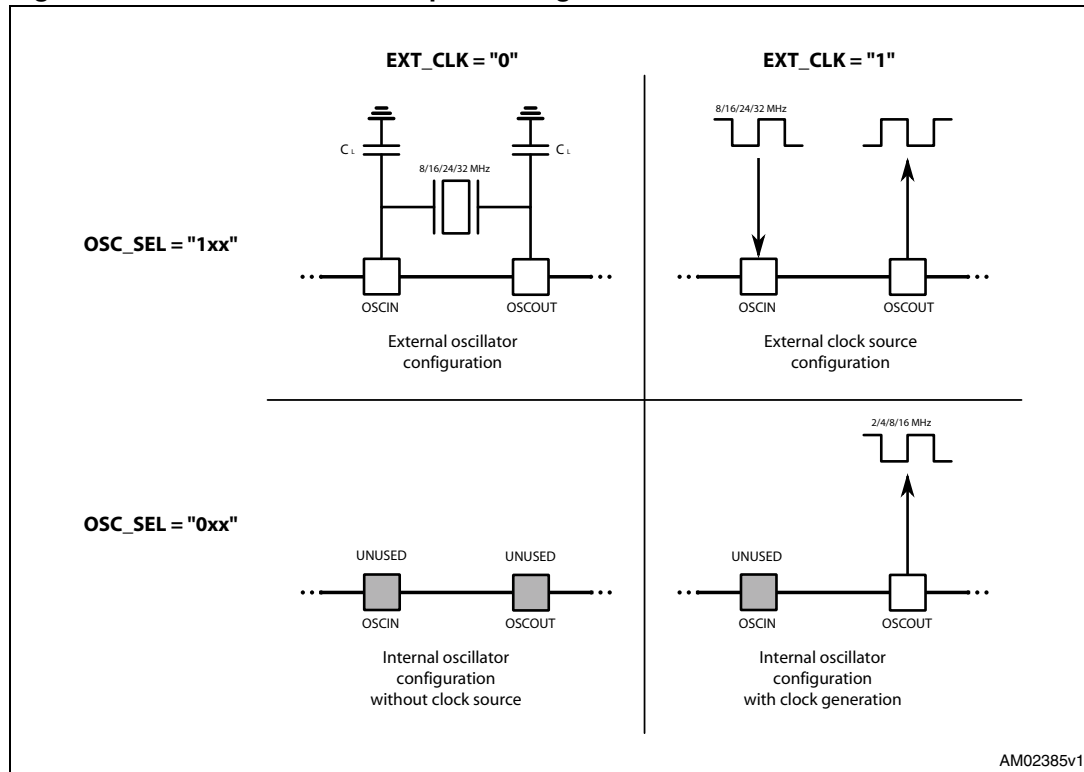 EXT_CLK = "0"
EXT_CLK = "1"
8/16/24/32 MHz
C L
C L
8/16/24/32 MHz
OSC_SEL = "1xx"
OSCIN
OSCOUT
OSCIN
OSCOUT
External oscillator
configuration
External clock source
configuration
2/4/8/16 MHz
OSC_SEL = "0xx"
UNUSED
UNUSED
UNUSED
OSCIN
OSCOUT
OSCIN
OSCOUT
Internal oscillator
configuration
without clock source
Internal oscillator
configuration
with clock generation
AM02385v1